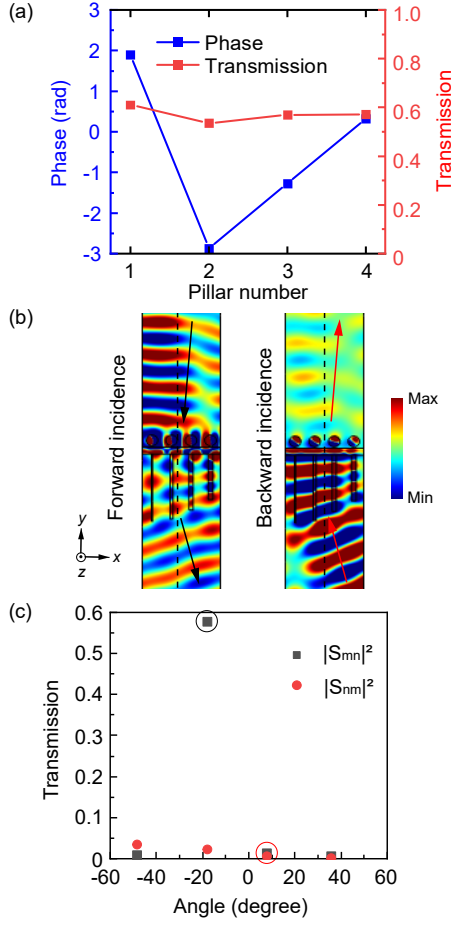 (a)
3
2
1
0
-1
-2
-3
Phase (rad)
Phase
Transmission
1.0
0.8
0.6
0.4
0.2
0
Transmission
1 2 3 4
Pillar number
(b)
Forward incidence
Backward incidence
Max
Min
y
z
x
(c)
0.6
0.5
0.4
0.3
0.2
0.1
0
Transmission
|Smn|²
|Snm|²
-60 -40 -20 0 20 40 60
Angle (degree)